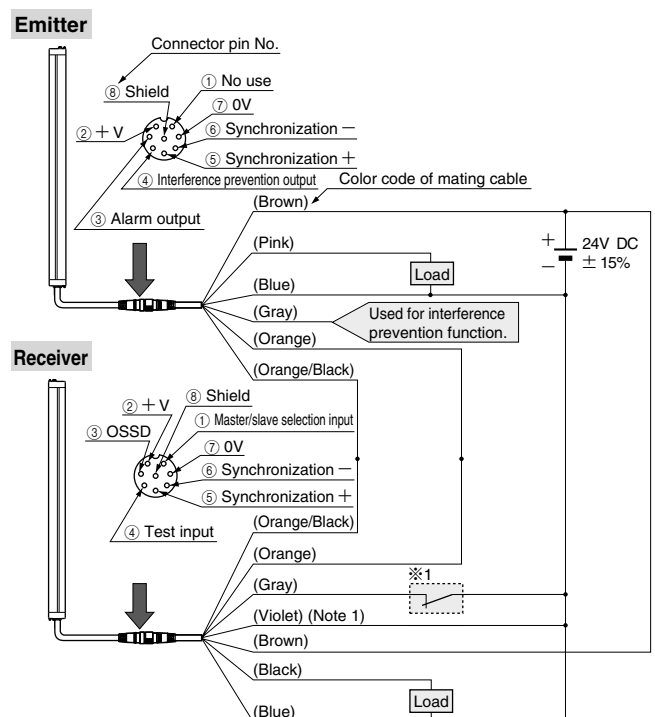 Emitter
Connector pin No.
⑧ Shield
① No use
⑦ 0V
② + V
⑥ Synchronization −
⑤ Synchronization +
④ Interference prevention output
Color code of mating cable
③ Alarm output
(Brown)
(Pink)
+
−
24V DC
± 15%
Load
(Blue)
(Gray)
Used for interference
prevention function.
(Orange)
Receiver
(Orange/Black)
⑧ Shield
② + V
① Master/slave selection input
③ OSSD
⑦ 0V
⑥ Synchronization −
⑤ Synchronization +
④ Test input
(Orange/Black)
(Orange)
※1
(Gray)
(Violet) (Note 1)
(Brown)
(Black)
Load
(Blue)